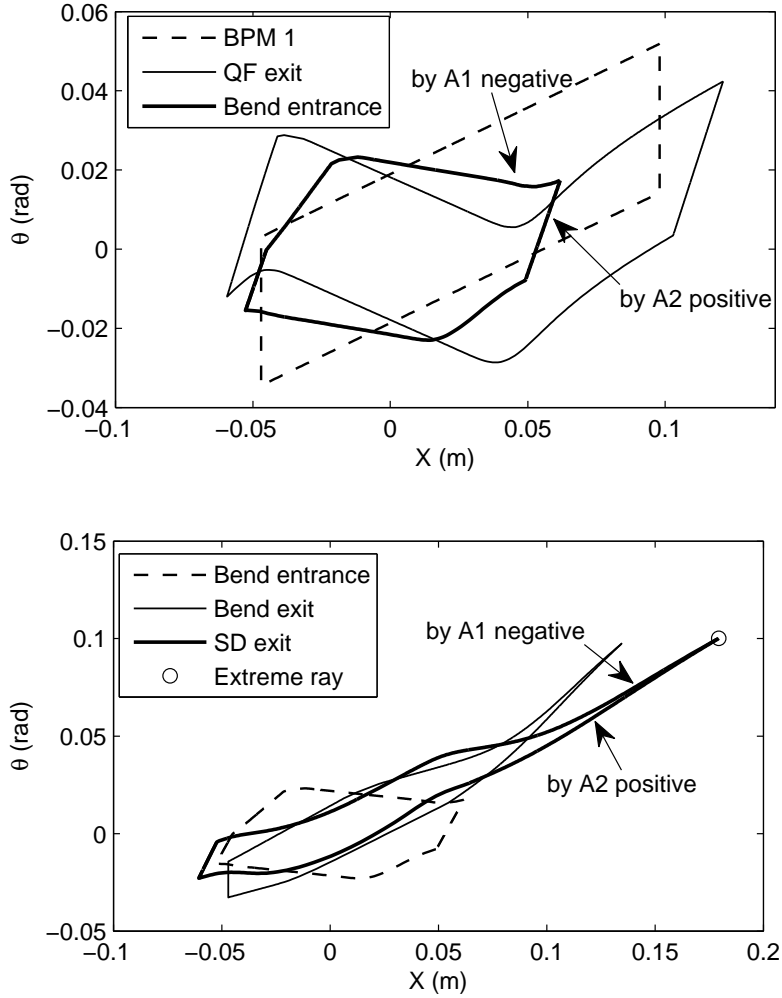 0.06
0.04
0.02
0
−0.02
−0.04
θ (rad)
BPM 1
QF exit
Bend entrance
by A1 negative
by A2 positive
−0.1
−0.05
0
0.05
0.1
X (m)
0.15
0.1
0.05
0
−0.05
θ (rad)
Bend entrance
Bend exit
SD exit
Extreme ray
by A1 negative
by A2 positive
−0.1
−0.05
0
0.05
0.1
0.15
0.2
X (m)